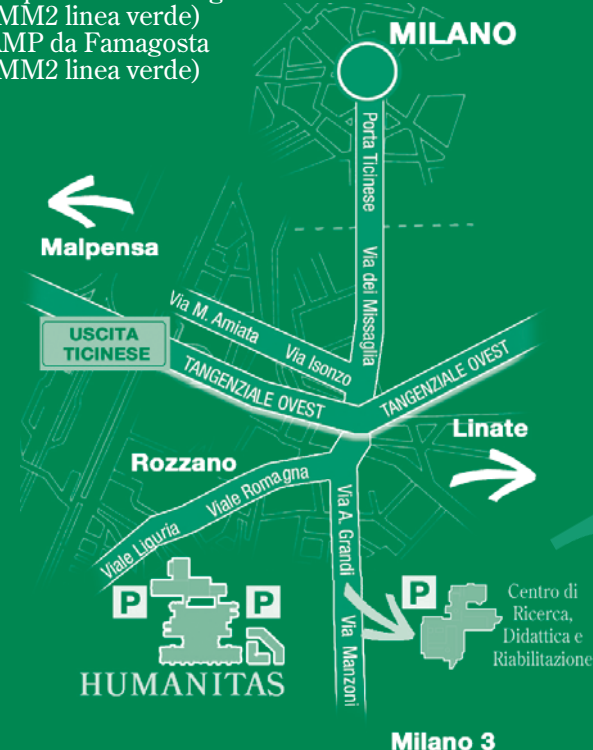 (MM2 linea verde)
AMP da Famagosta
(MM2 linea verde)
MILANO
Porta Ticinese
Via dei Missaglia
Malpensa
Via M. Amiata
Via Isonzo
USCITA
TICINESE
TANGENZIALE OVEST
TANGENZIALE OVEST
Linate
Rozzano
Viale Romagna
Viale Liguria
Via A. Grandi
Via Manzoni
P
P
P
Centro di
Ricerca,
Didattica e
Riabilitazione
HUMANITAS
Milano 3